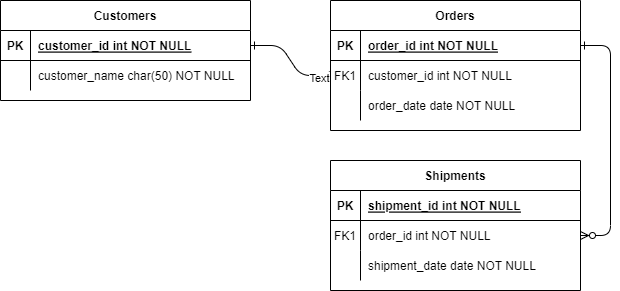 Customers
PK customer_id int NOT NULL
customer_name char(50) NOT NULL
Text
Orders
PK order_id int NOT NULL
FK1 customer_id int NOT NULL
order_date date NOT NULL
Shipments
PK shipment_id int NOT NULL
FK1 order_id int NOT NULL
shipment_date date NOT NULL